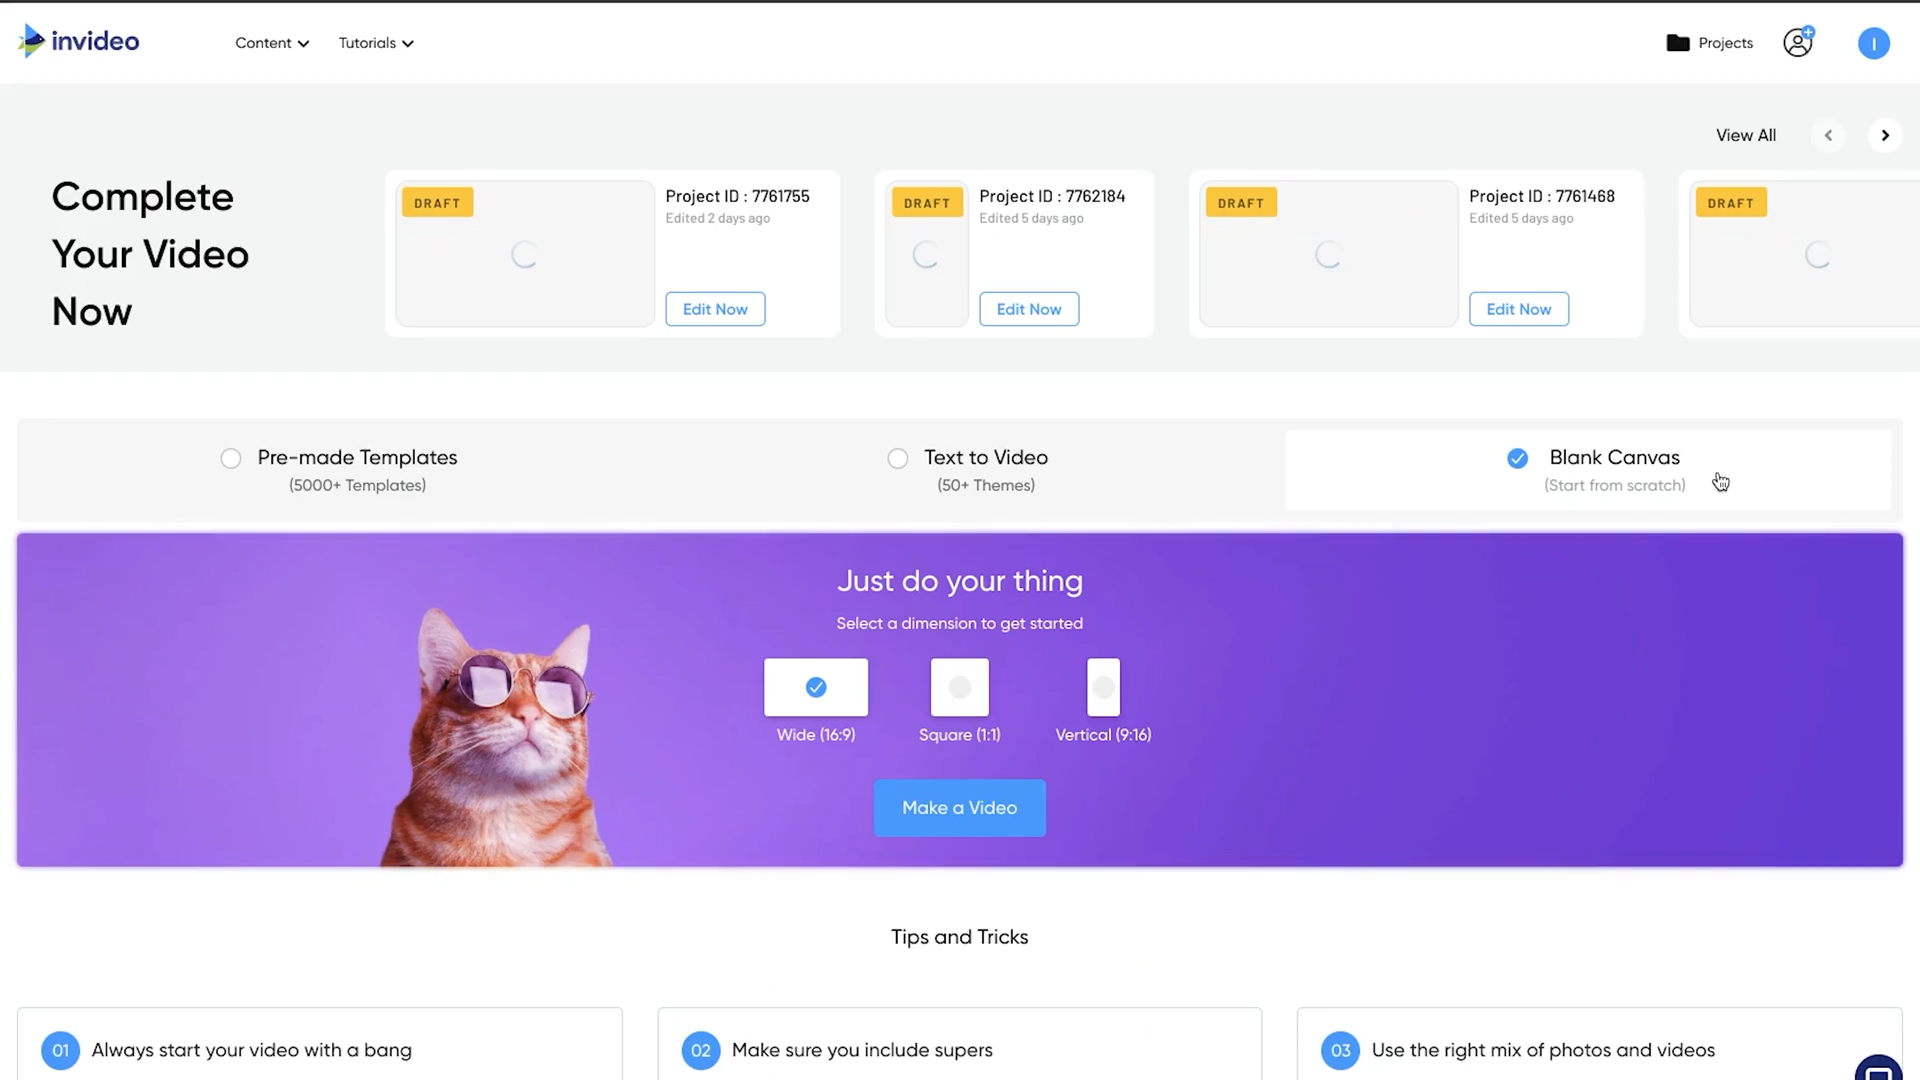 invideo
Content
Tutorials
Projects
I
View All
Complete
Your Video
Now
DRAFT
Project ID : 7761755
Edited 2 days ago
Edit Now
DRAFT
Project ID : 7762184
Edited 5 days ago
Edit Now
DRAFT
Project ID : 7761468
Edited 5 days ago
Edit Now
DRAFT
Pre-made Templates
(5000+ Templates)
Text to Video
(50+ Themes)
Blank Canvas
(Start from scratch)
Just do your thing
Select a dimension to get started
Wide (16:9)
Square (1:1)
Vertical (9:16)
Make a Video
Tips and Tricks
01 Always start your video with a bang
02 Make sure you include supers
03 Use the right mix of photos and videos